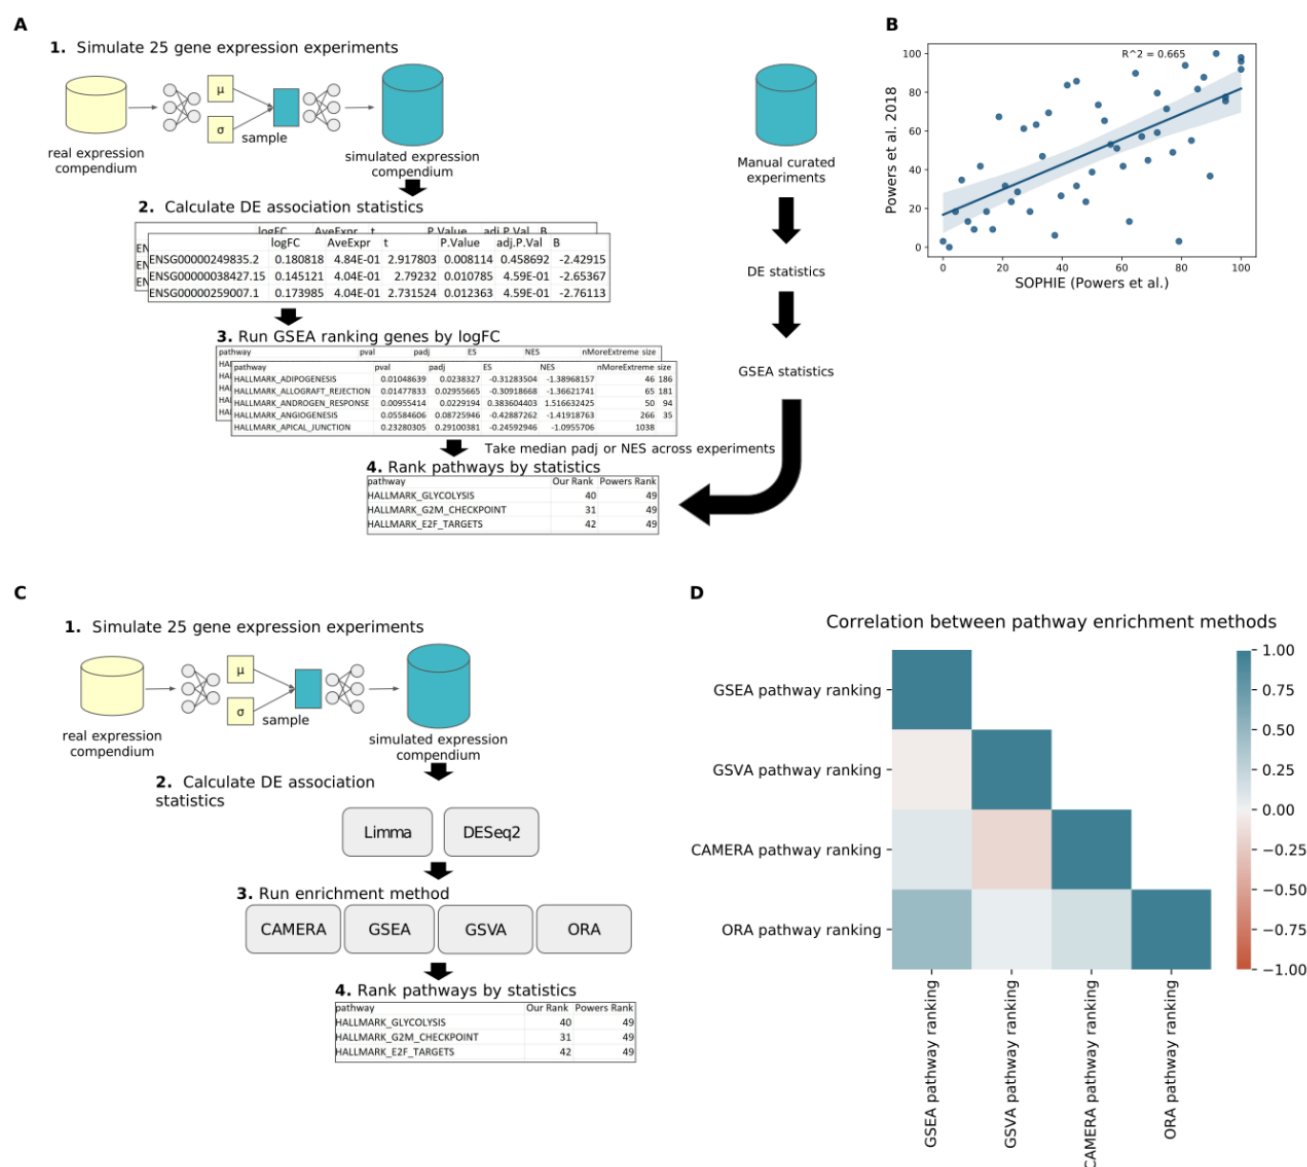 A
1. Simulate 25 gene expression experiments
μ
σ
sample
real expression
compendium
simulated expression
compendium
2. Calculate DE association statistics
logFC AveExpr t P.Value adj.P.Val B
logFC AveExpr t P.Value adj.P.Val B
EN
ENSG00000249835.2 0.180818 4.84E-01 2.917803 0.008114 0.458692 -2.42915
ENSG00000038427.15 0.145121 4.04E-01 2.79232 0.010785 4.59E-01 -2.65367
ENSG00000259007.1 0.173985 4.04E-01 2.731524 0.012363 4.59E-01 -2.76113
3. Run GSEA ranking genes by logFC
pathway pval padj ES NES nMoreExtreme size
pathway pval padj ES NES nMoreExtreme size
HALLMARK_ADIPOGENESIS 0.01048639 0.0238327 -0.31283504 -1.38968157 46 186
HALLMARK_ALLOGRAFT_REJECTION 0.01477833 0.02955665 -0.30918668 -1.36621741 65 181
HALLMARK_ANDROGEN_RESPONSE 0.00955414 0.0229194 0.383604403 1.516632425 50 94
HALLMARK_ANGIOGENESIS 0.05584606 0.08725946 -0.42887262 -1.41918763 266 35
HALLMARK_APICAL_JUNCTION 0.23280305 0.29100381 -0.24592946 -1.0955706 1038
Take median padj or NES across experiments
4. Rank pathways by statistics
pathway Our Rank Powers Rank
HALLMARK_GLYCOLYSIS 40 49
HALLMARK_G2M_CHECKPOINT 31 49
HALLMARK_E2F_TARGETS 42 49
Manual curated
experiments
DE statistics
GSEA statistics
B
R^2 = 0.665
Powers et al. 2018
100
80
60
40
20
0
0 20 40 60 80 100
SOPHIE (Powers et al.)
C
1. Simulate 25 gene expression experiments
μ
σ
sample
real expression
compendium
simulated expression
compendium
2. Calculate DE association
statistics
Limma DESeq2
3. Run enrichment method
CAMERA GSEA GSVA ORA
4. Rank pathways by statistics
pathway Our Rank Powers Rank
HALLMARK_GLYCOLYSIS 40 49
HALLMARK_G2M_CHECKPOINT 31 49
HALLMARK_E2F_TARGETS 42 49
D
Correlation between pathway enrichment methods
GSEA pathway ranking
GSVA pathway ranking
CAMERA pathway ranking
ORA pathway ranking
GSEA pathway ranking
GSVA pathway ranking
CAMERA pathway ranking
ORA pathway ranking
1.00
0.75
0.50
0.25
0.00
−0.25
−0.50
−0.75
−1.00